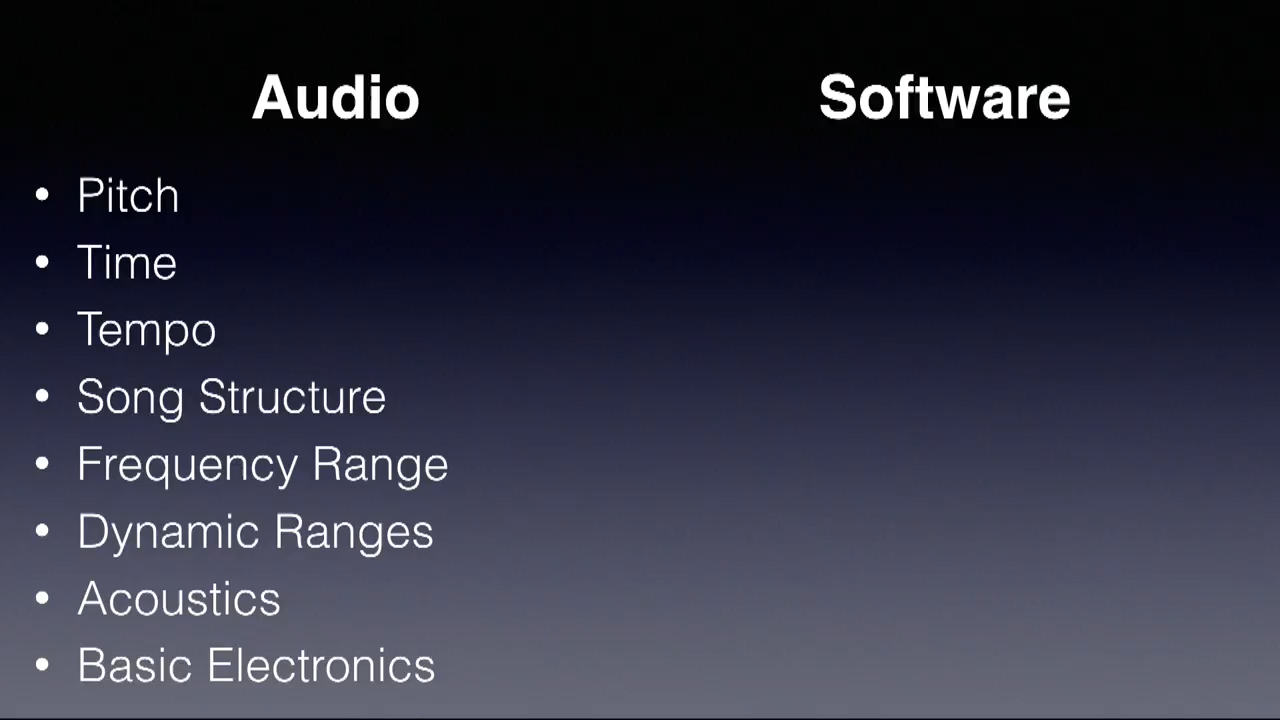 Audio
Software
• Pitch
• Time
• Tempo
• Song Structure
• Frequency Range
• Dynamic Ranges
• Acoustics
• Basic Electronics